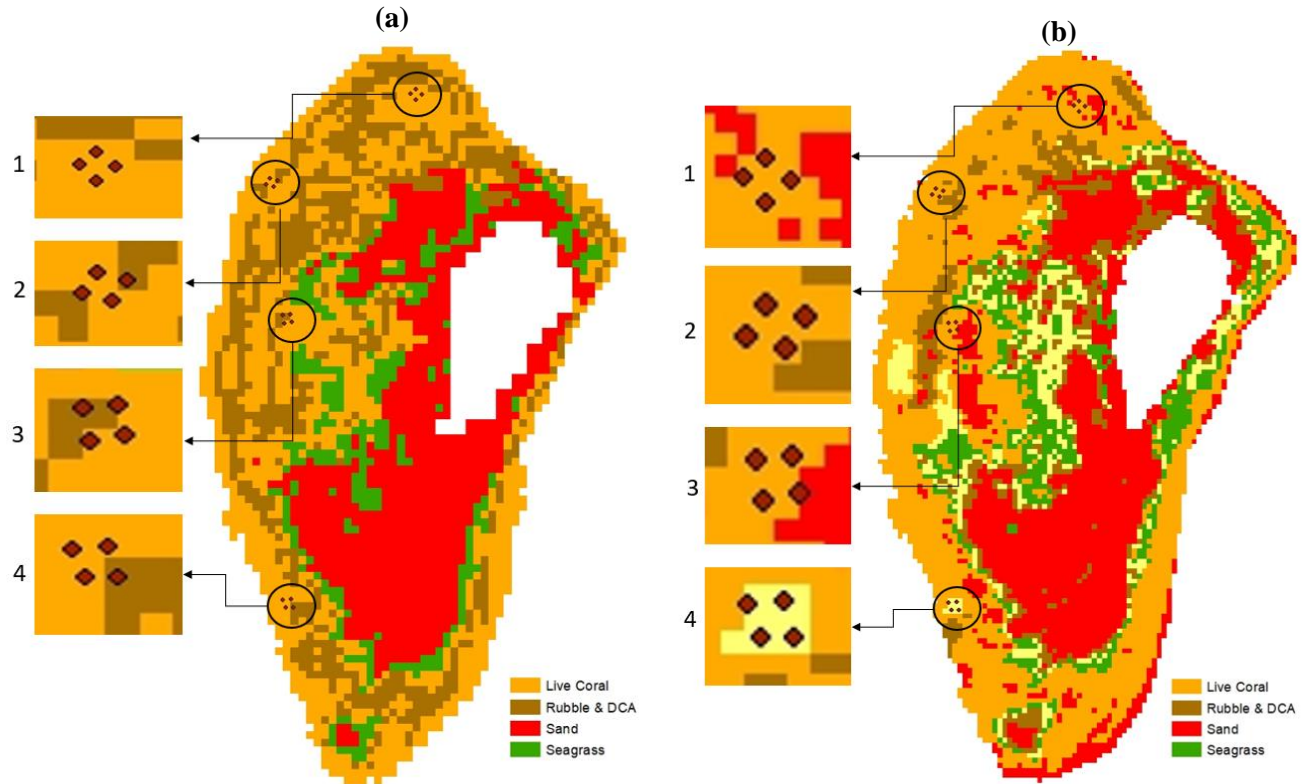 (a)
1
2
3
4
Live Coral
Rubble & DCA
Sand
Seagrass
(b)
1
2
3
4
Live Coral
Rubble & DCA
Sand
Seagrass